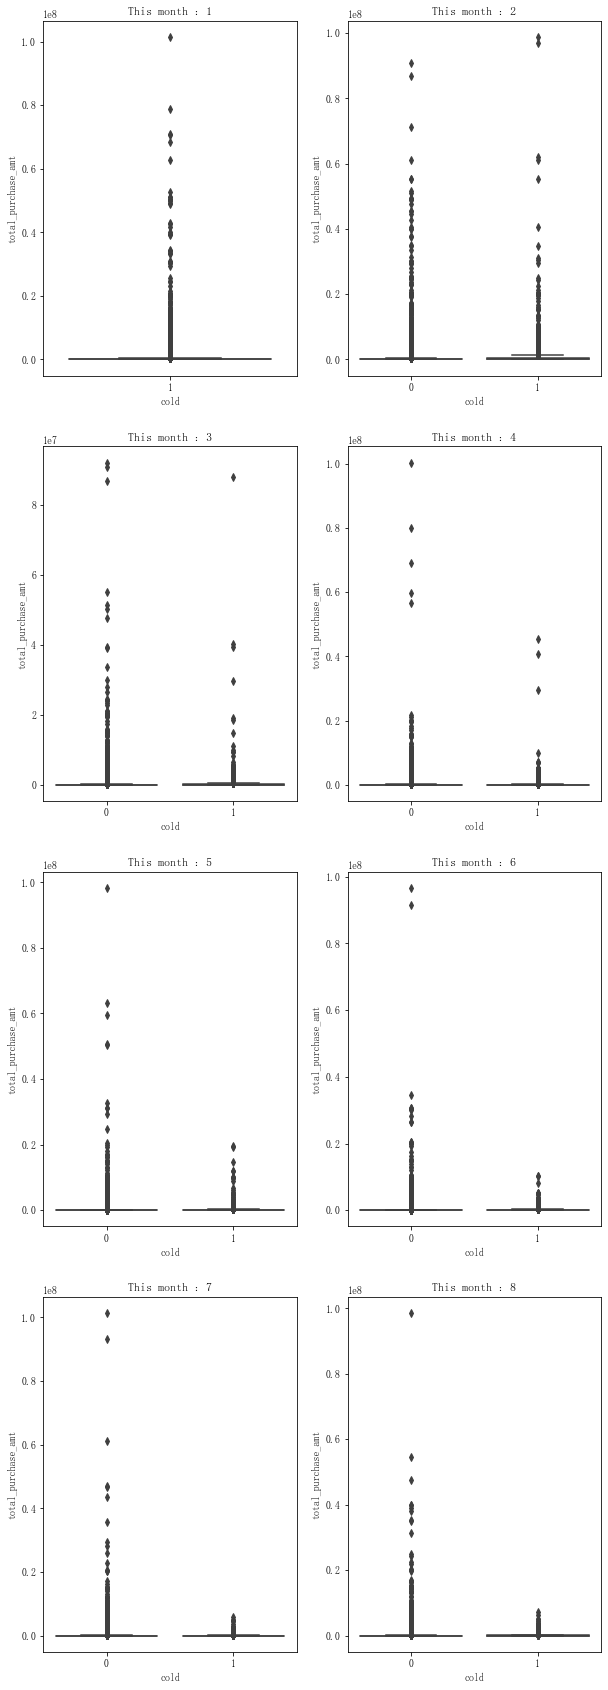 This month : 1
1e8
1.0
0.8
0.6
0.4
0.2
0.0
total_purchase_amt
1
cold
This month : 2
1e8
1.0
0.8
0.6
0.4
0.2
0.0
total_purchase_amt
0 1
cold
This month : 3
1e7
8
6
4
2
0
total_purchase_amt
0 1
cold
This month : 4
1e8
1.0
0.8
0.6
0.4
0.2
0.0
total_purchase_amt
0 1
cold
This month : 5
1e8
1.0
0.8
0.6
0.4
0.2
0.0
total_purchase_amt
0 1
cold
This month : 6
1e8
1.0
0.8
0.6
0.4
0.2
0.0
total_purchase_amt
0 1
cold
This month : 7
1e8
1.0
0.8
0.6
0.4
0.2
0.0
total_purchase_amt
0 1
cold
This month : 8
1e8
1.0
0.8
0.6
0.4
0.2
0.0
total_purchase_amt
0 1
cold